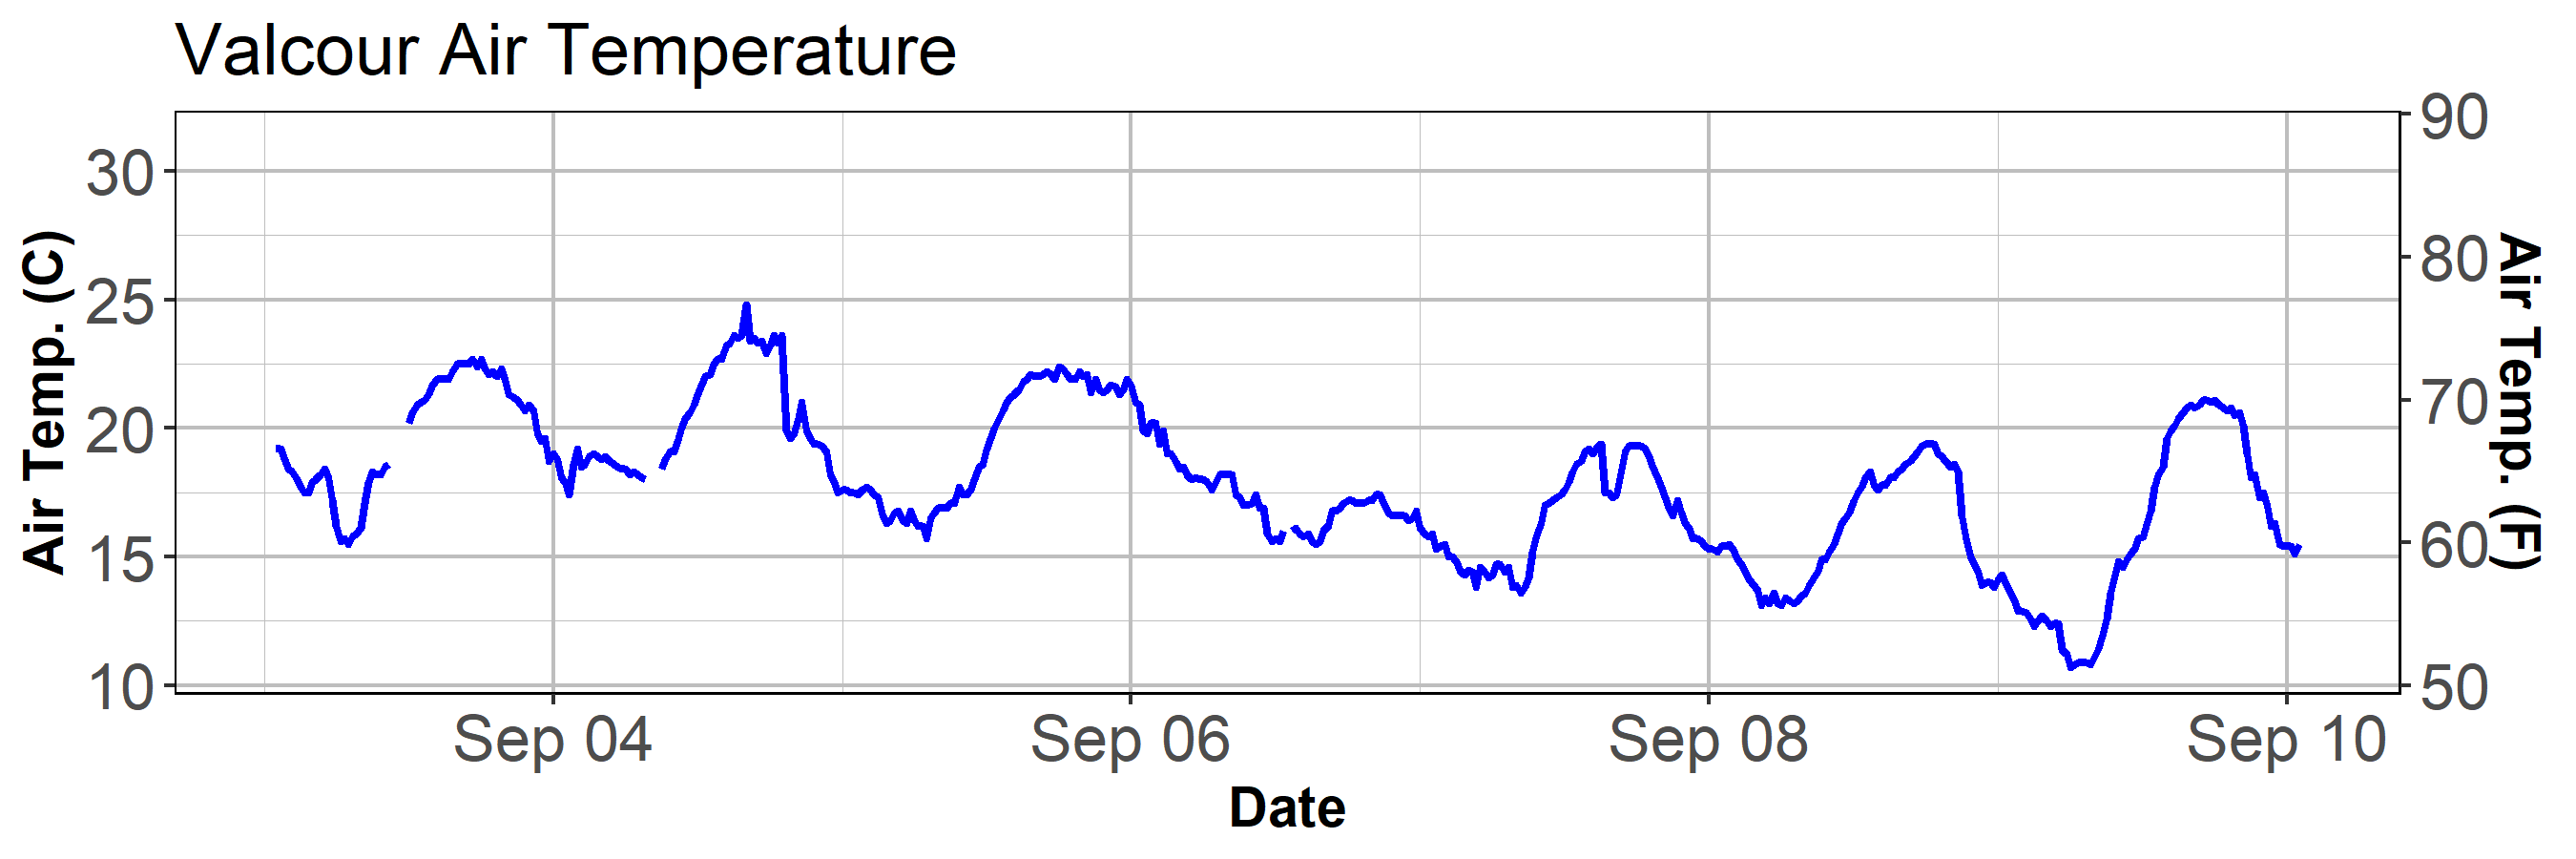 Valcour Air Temperature
Air Temp. (C)
30
25
20
15
10
90
80
70
60
50
Air Temp. (F)
Sep 04 Sep 06 Sep 08 Sep 10
Date